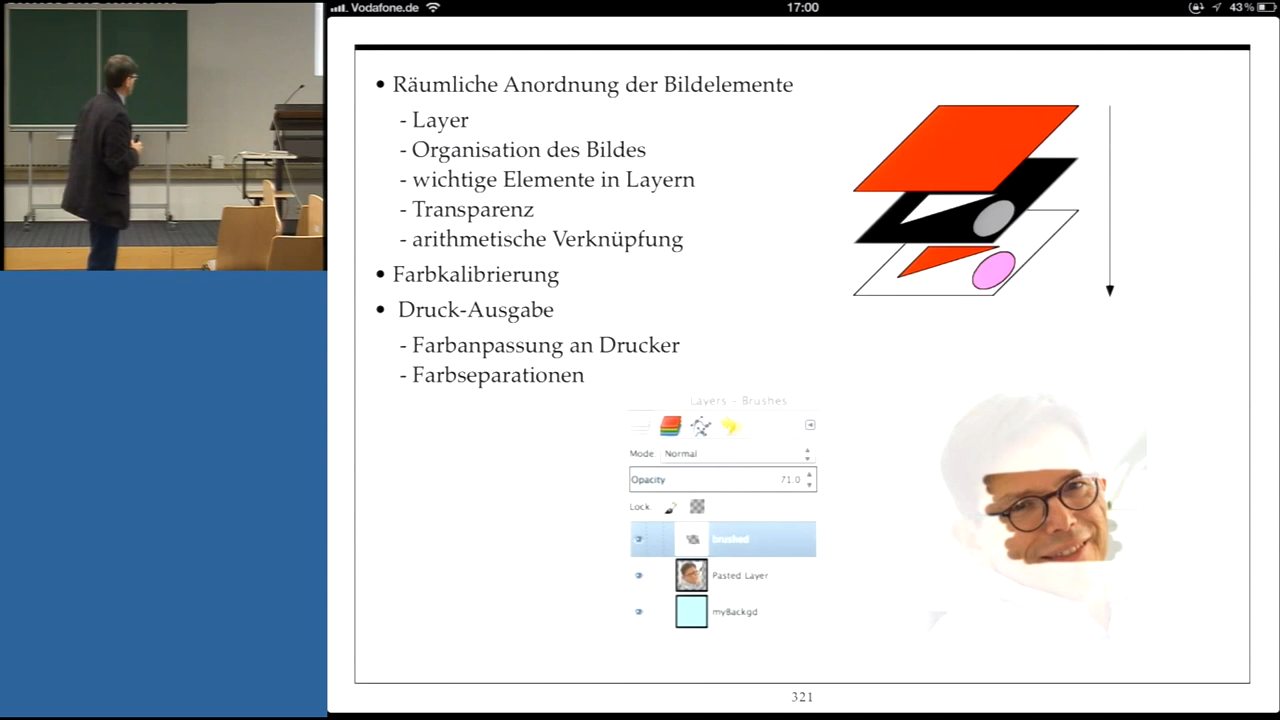 Vodafone.de
17:00
43 %
• Räumliche Anordnung der Bildelemente
- Layer
- Organisation des Bildes
- wichtige Elemente in Layern
- Transparenz
- arithmetische Verknüpfung
• Farbkalibrierung
• Druck-Ausgabe
- Farbanpassung an Drucker
- Farbseparationen
Layers - Brushes
Mode: Normal
Opacity 71.0
Lock:
brushed
Pasted Layer
myBackgd
321